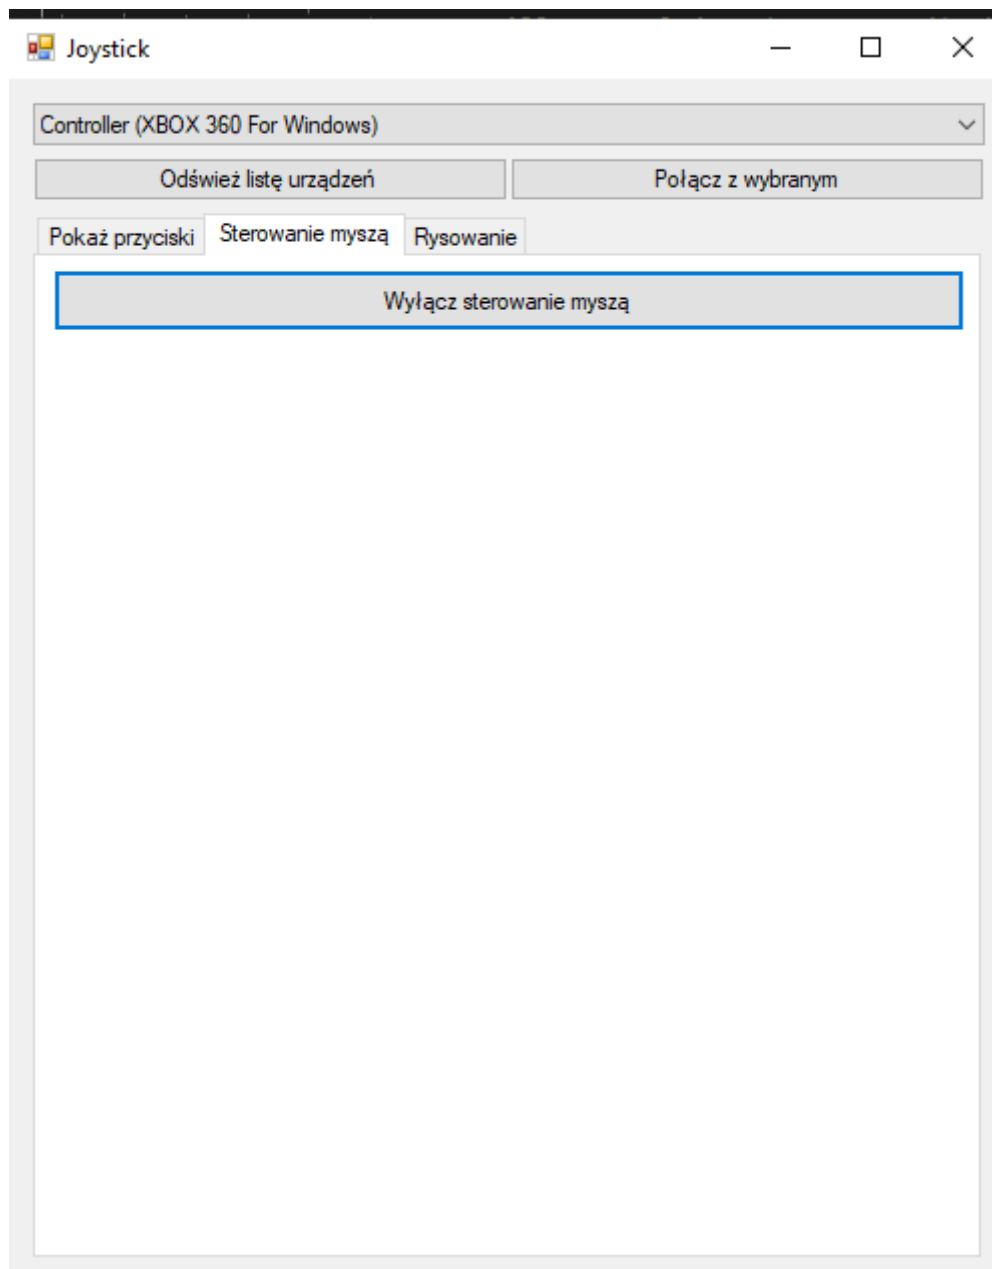 Joystick
Controller (XBOX 360 For Windows)
Odśwież listę urządzeń Połącz z wybranym
Pokaż przyciski Sterowanie myszą Rysowanie
Wyłącz sterowanie myszą